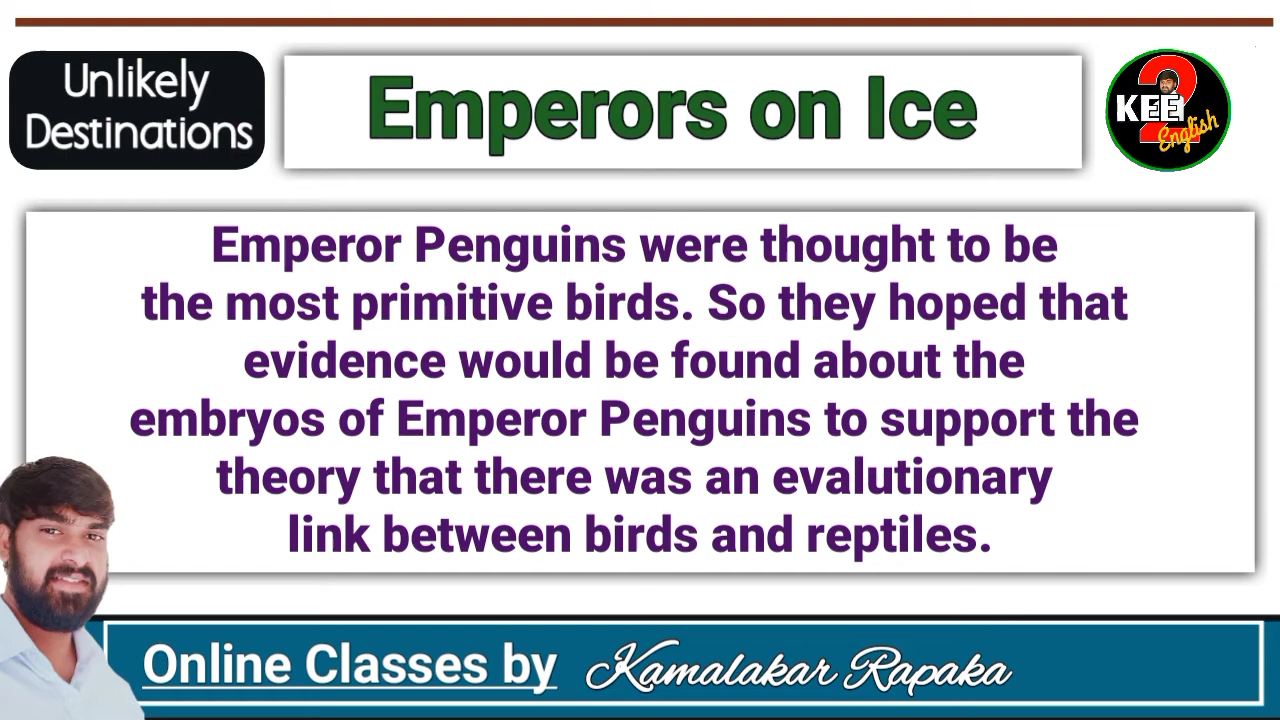 Unlikely
Destinations
Emperors on Ice
KEE
2
English
Emperor Penguins were thought to be
the most primitive birds. So they hoped that
evidence would be found about the
embryos of Emperor Penguins to support the
theory that there was an evalutionary
link between birds and reptiles.
Online Classes by Kamalakar Rapaka